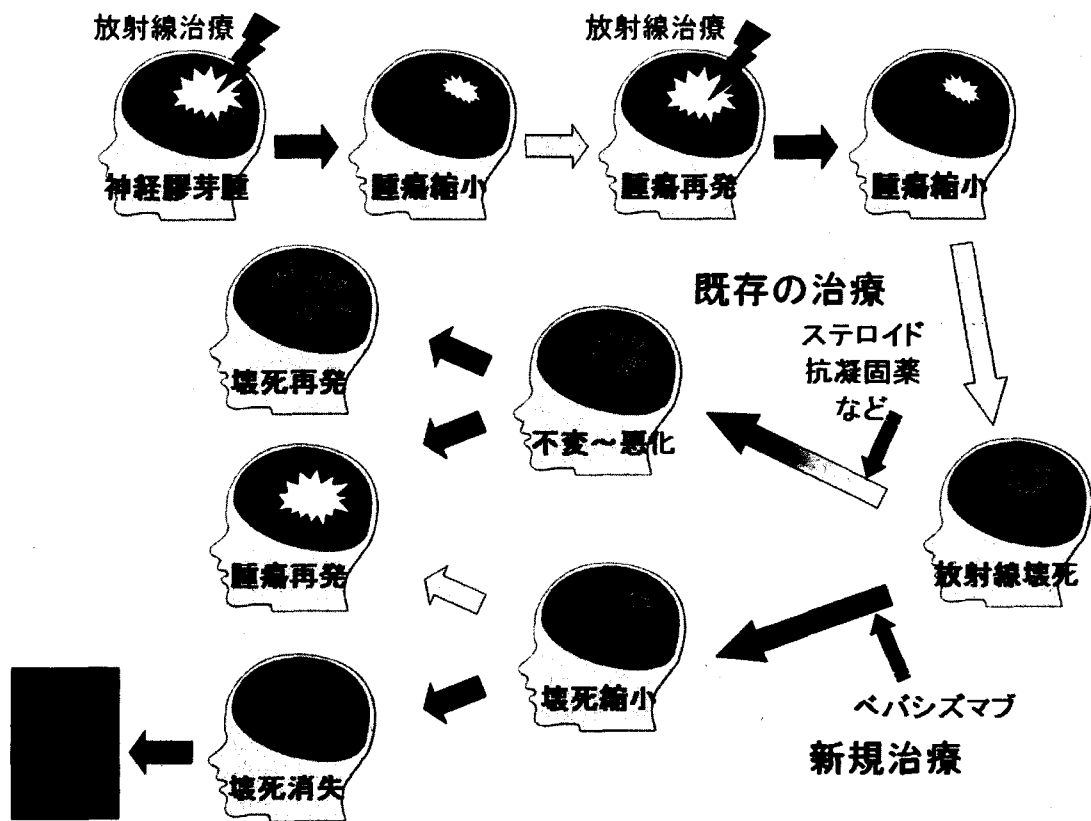 放射線治療
放射線治療
神経膠芽腫
腫瘍縮小
腫瘍再発
腫瘍縮小
既存の治療
ステロイド
抗凝固薬
など
壊死再発
不変～悪化
腫瘍再発
放射線壊死
壊死縮小
ベバシズマブ
新規治療
壊死消失